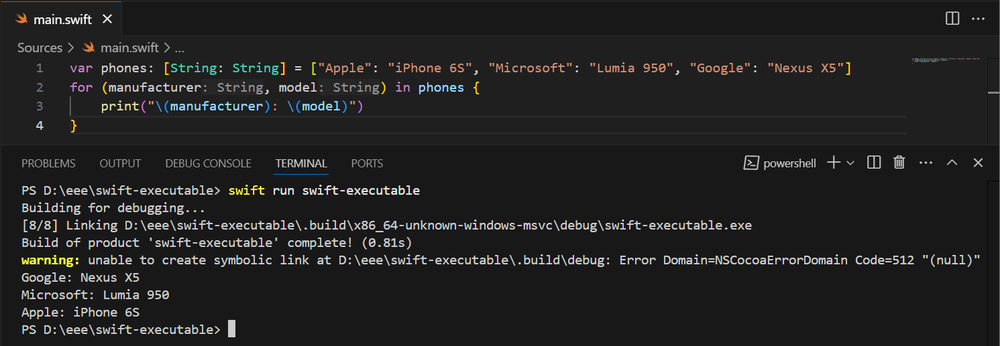 main.swift
Sources > main.swift > ...
1 var phones: [String: String] = ["Apple": "iPhone 6S", "Microsoft": "Lumia 950", "Google": "Nexus X5"]
2 for (manufacturer: String, model: String) in phones {
3     print("\(manufacturer): \(model)")
4 }
PROBLEMS OUTPUT DEBUG CONSOLE TERMINAL PORTS powershell
PS D:\eee\swift-executable> swift run swift-executable
Building for debugging...
[8/8] Linking D:\eee\swift-executable\.build\x86_64-unknown-windows-msvc\debug\swift-executable.exe
Build of product 'swift-executable' complete! (0.81s)
warning: unable to create symbolic link at D:\eee\swift-executable\.build\debug: Error Domain=NSCocoaErrorDomain Code=512 "(null)"
Google: Nexus X5
Microsoft: Lumia 950
Apple: iPhone 6S
PS D:\eee\swift-executable>